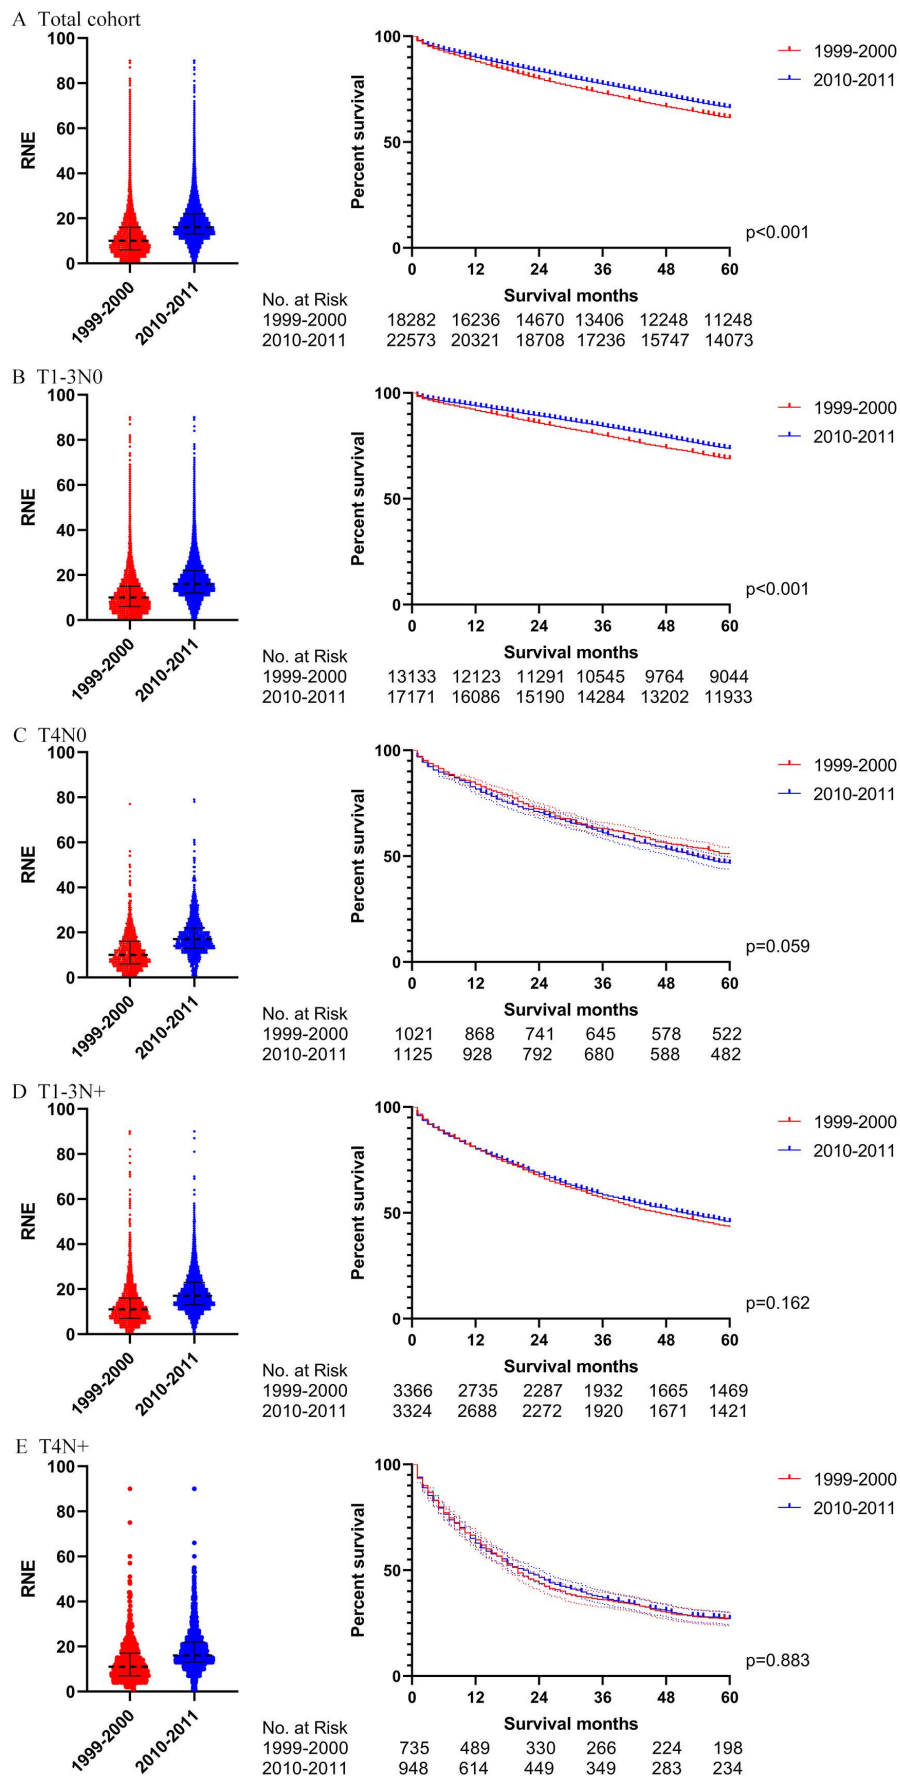 A Total cohort
100
80
60
40
20
0
RNE
1999-2000
2010-2011
100
50
0
Percent survival
0 12 24 36 48 60
Survival months
1999-2000
2010-2011
p<0.001
No. at Risk
1999-2000 18282 16236 14670 13406 12248 11248
2010-2011 22573 20321 18708 17236 15747 14073
B T1-3N0
100
80
60
40
20
0
RNE
1999-2000
2010-2011
100
50
0
Percent survival
0 12 24 36 48 60
Survival months
1999-2000
2010-2011
p<0.001
No. at Risk
1999-2000 13133 12123 11291 10545 9764 9044
2010-2011 17171 16086 15190 14284 13202 11933
C T4N0
100
80
60
40
20
0
RNE
1999-2000
2010-2011
100
50
0
Percent survival
0 12 24 36 48 60
Survival months
1999-2000
2010-2011
p=0.059
No. at Risk
1999-2000 1021 868 741 645 578 522
2010-2011 1125 928 792 680 588 482
D T1-3N+
100
80
60
40
20
0
RNE
1999-2000
2010-2011
100
50
0
Percent survival
0 12 24 36 48 60
Survival months
1999-2000
2010-2011
p=0.162
No. at Risk
1999-2000 3366 2735 2287 1932 1665 1469
2010-2011 3324 2688 2272 1920 1671 1421
E T4N+
100
80
60
40
20
0
RNE
1999-2000
2010-2011
100
50
0
Percent survival
0 12 24 36 48 60
Survival months
1999-2000
2010-2011
p=0.883
No. at Risk
1999-2000 735 489 330 266 224 198
2010-2011 948 614 449 349 283 234